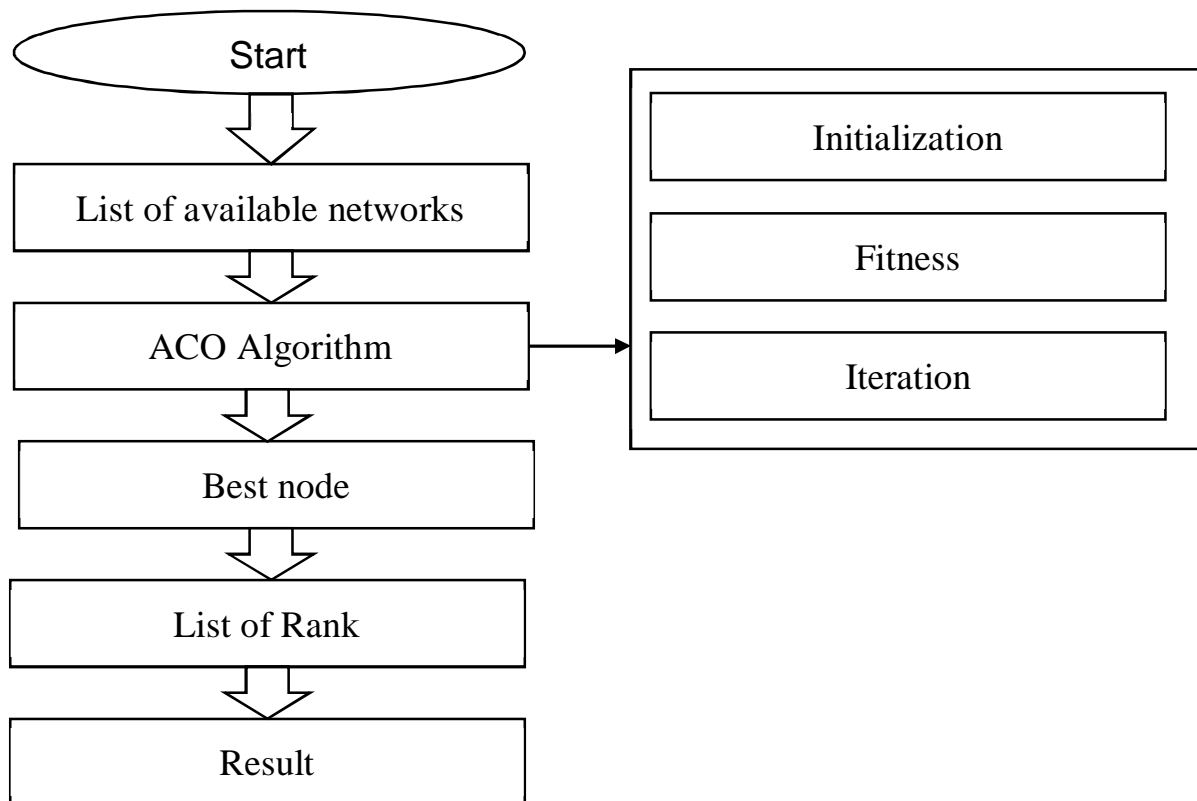 Start
List of available networks
ACO Algorithm
Best node
List of Rank
Result
Initialization
Fitness
Iteration